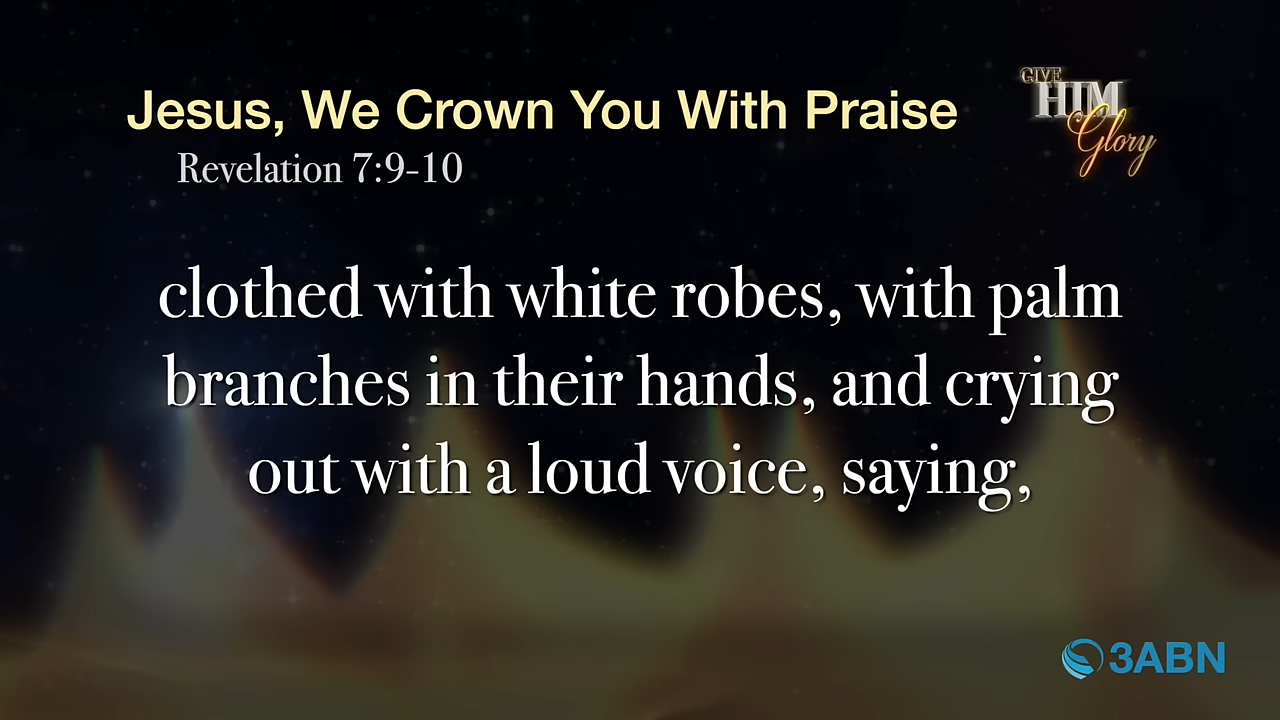 Jesus, We Crown You With Praise
GIVE
HIM
Glory
Revelation 7:9-10
clothed with white robes, with palm
branches in their hands, and crying
out with a loud voice, saying,
3ABN